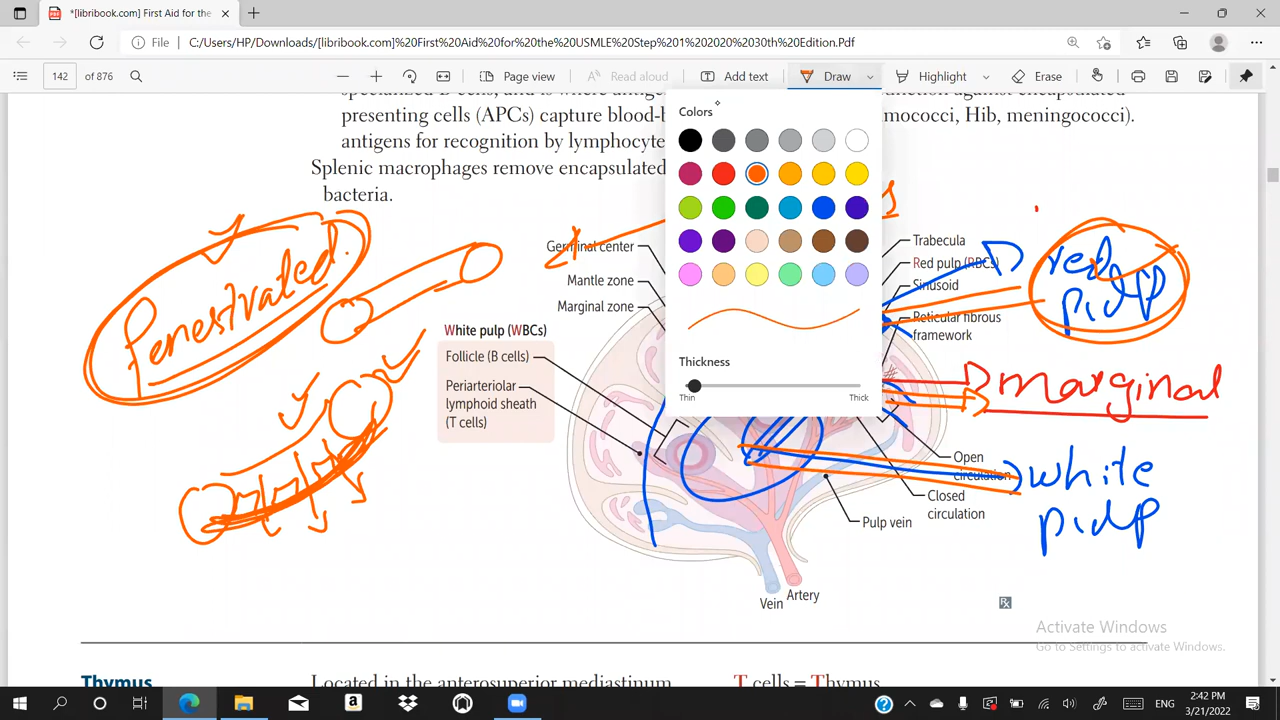 *[libribook.com] First Aid for the
File
C:/Users/HP/Downloads/[libribook.com]%20First%20Aid%20for%20the%20USMLE%20Step%201%202020%2030th%20Edition.Pdf
142 of 876
Page view
Read aloud
Add text
Draw
Highlight
Erase
presenting cells (APCs) capture blood-b
mococci, Hib, meningococci).
antigens for recognition by lymphocyte
Splenic macrophages remove encapsulated
bacteria.
Colors
Thickness
Thin
Thick
Fenestrated.
Germinal center
Mantle zone
Marginal zone
White pulp (WBCs)
Follicle (B cells)
Periarteriolar
lymphoid sheath
(T cells)
Trabecula
Red pulp (RBCs)
Sinusoid
Reticular fibrous
framework
red
pulp
marginal
white
pulp
Open
circulation
Closed
circulation
Pulp vein
Vein
Artery
Rx
Activate Windows
Go to Settings to activate Windows.
Thymus
Located in the anterosuperior mediastinum
T cells = Thymus
ENG
2:42 PM
3/21/2022